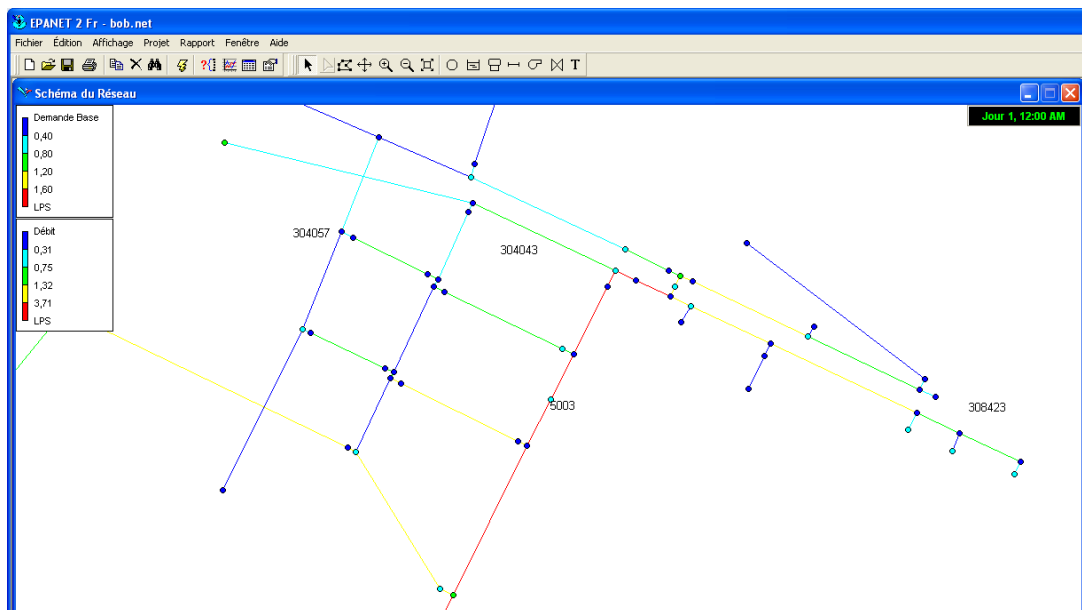 EPANET 2 Fr - bob.net
Fichier Édition Affichage Projet Rapport Fenêtre Aide
T
Schéma du Réseau
Demande Base
0,40
0,80
1,20
1,60
LPS
Jour 1, 12:00 AM
Débit
0,31
0,75
1,32
3,71
LPS
304057
304043
5003
308423